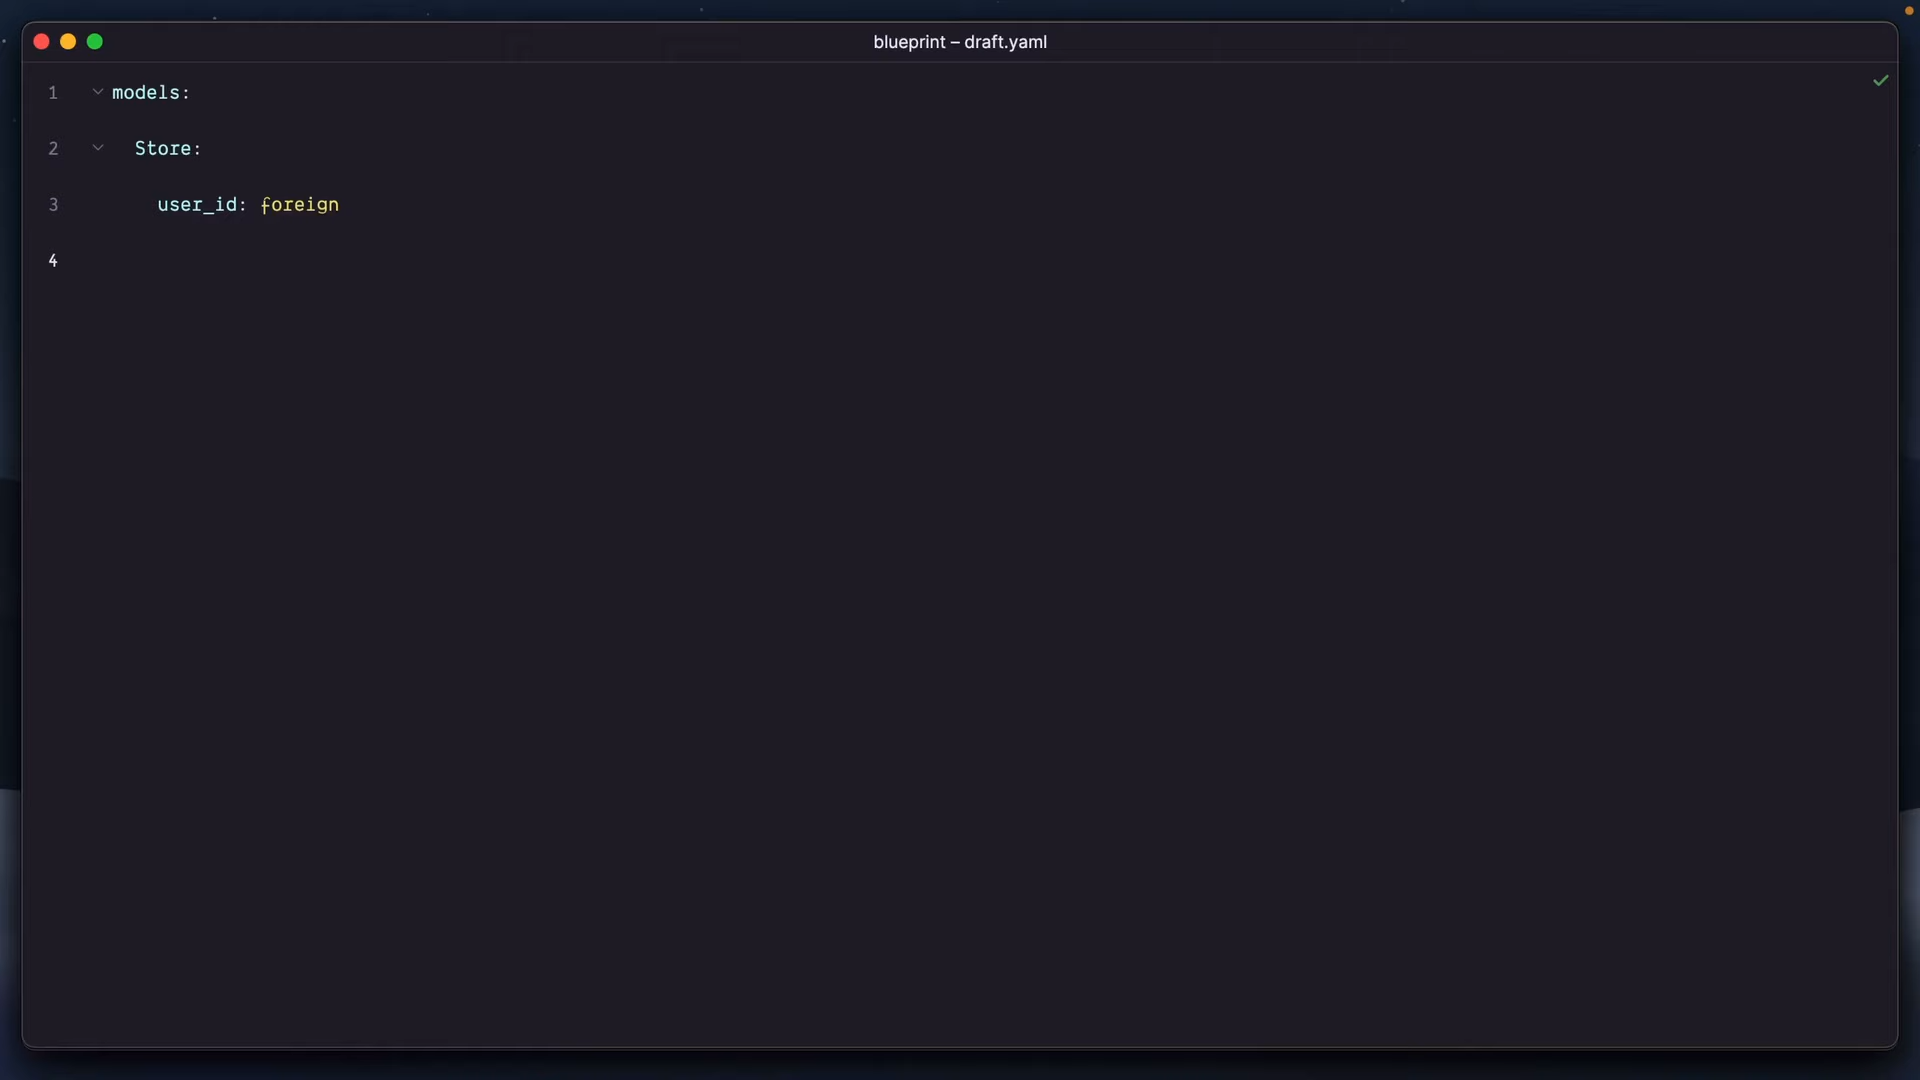 blueprint – draft.yaml
1 models:
2 Store:
3 user_id: foreign
4